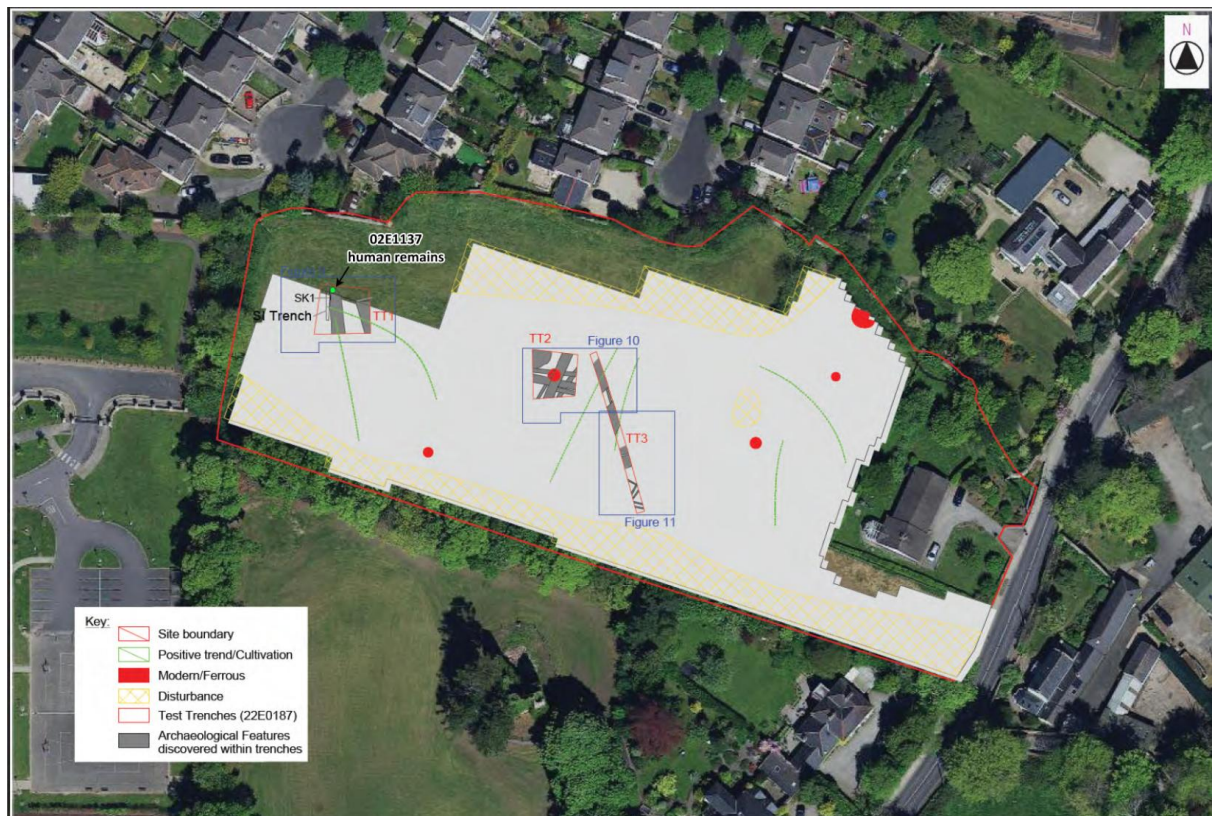 N
02E1137
human remains
SK1
SI Trench
TT1
TT2
Figure 10
TT3
Figure 11
Key:
Site boundary
Positive trend/Cultivation
Modern/Ferrous
Disturbance
Test Trenches (22E0187)
Archaeological Features
discovered within trenches